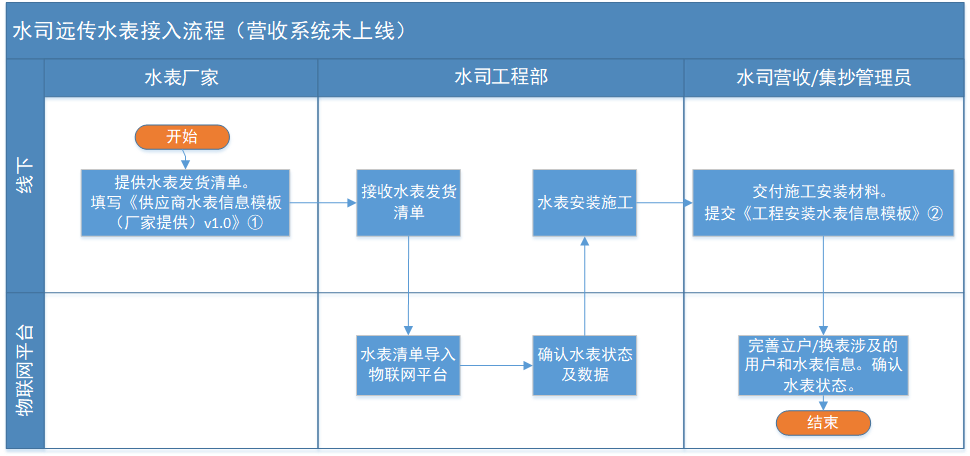 水司远传水表接入流程（营收系统未上线）
水表厂家
水司工程部
水司营收/集抄管理员
线下
开始
提供水表发货清单。
填写《供应商水表信息模板
（厂家提供）v1.0》①
接收水表发货
清单
水表安装施工
交付施工安装材料。
提交《工程安装水表信息模板》②
物联网平台
水表清单导入
物联网平台
确认水表状态
及数据
完善立户/换表涉及的
用户和水表信息。确认
水表状态。
结束